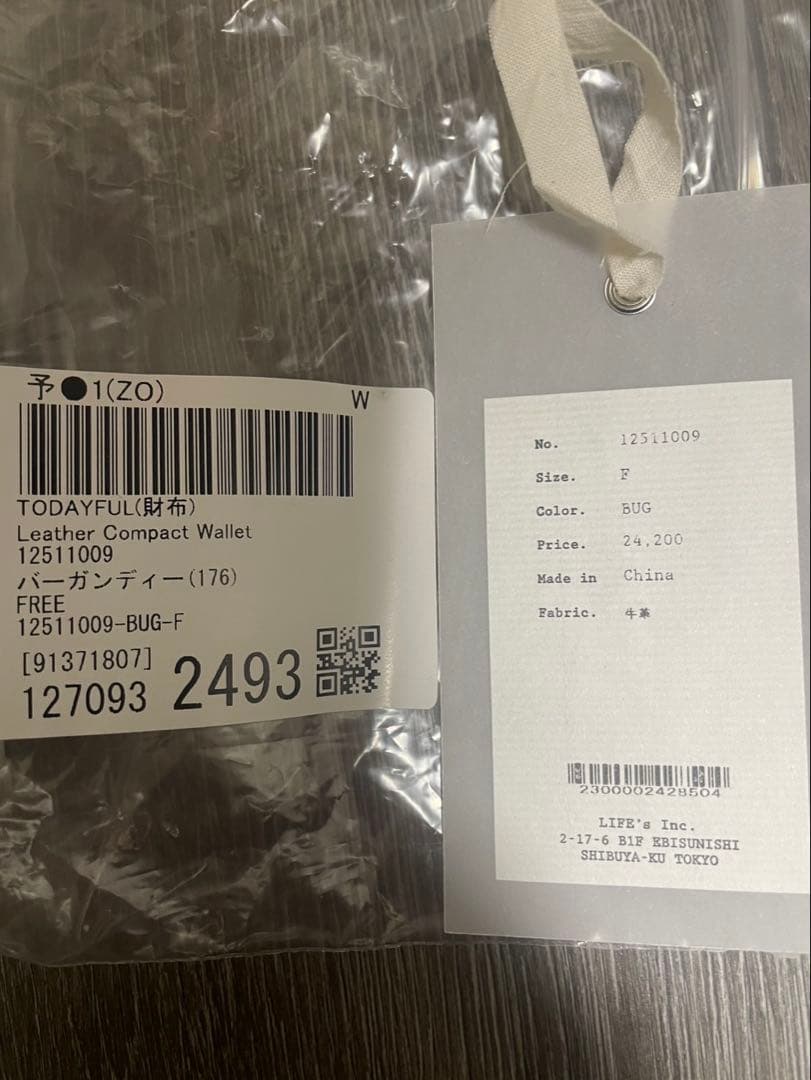 予●1(ZO)
W
TODAYFUL(財布)
Leather Compact Wallet
12511009
バーガンディー(176)
FREE
12511009-BUG-F
[91371807]
127093 2493
No. 12511009
Size. F
Color. BUG
Price. 24,200
Made in China
Fabric. 牛革
2300002428504
LIFE's Inc.
2-17-6 B1F EBISUNISHI
SHIBUYA-KU TOKYO